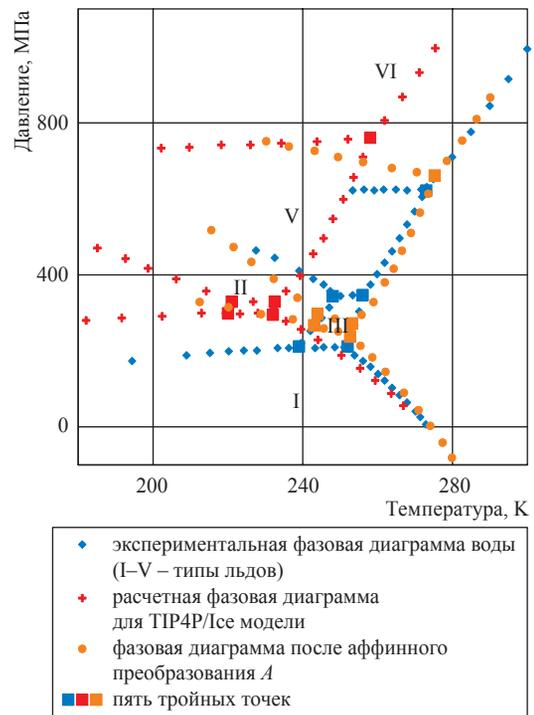 Давление, МПа
VI
800
V
400
II
III
I
0
200
240
280
Температура, K
экспериментальная фазовая диаграмма воды
(I–V – типы льдов)
расчетная фазовая диаграмма
для TIP4P/Ice модели
фазовая диаграмма после аффинного
преобразования A
пять тройных точек